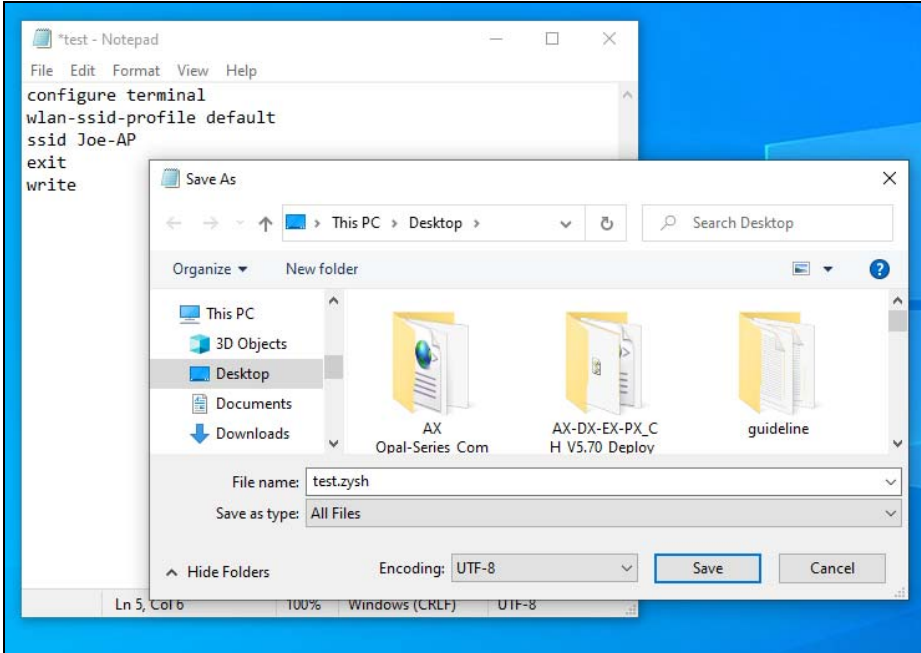 *test - Notepad
File Edit Format View Help
configure terminal
wlan-ssid-profile default
ssid Joe-AP
exit
write
Save As
This PC > Desktop >
Search Desktop
Organize New folder
This PC
3D Objects
Desktop
Documents
Downloads
AX
Opal-Series Com
AX-DX-EX-PX_C
H V5.70 Deploy
guideline
File name: test.zysh
Save as type: All Files
Hide Folders
Encoding: UTF-8
Save
Cancel
Ln 5, Col 6 100% Windows (CRLF) UTF-8